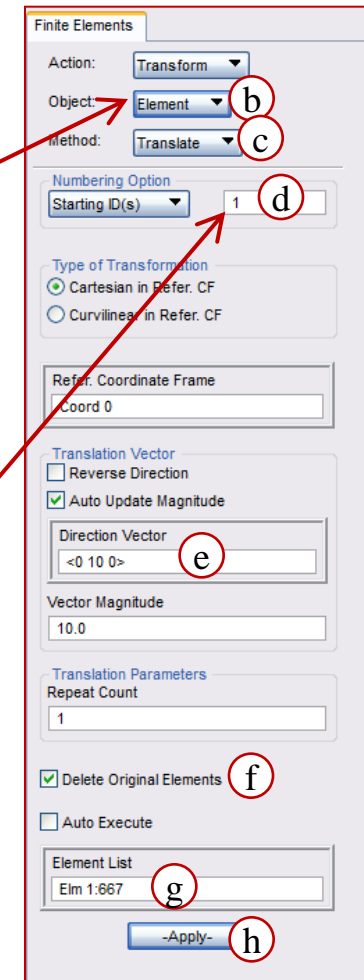 Finite Elements
Action: Transform
Object: Element b
Method: Translate c
Numbering Option
Starting ID(s) 1 d
Type of Transformation
Cartesian in Refer. CF
Curvilinear in Refer. CF
Refer. Coordinate Frame
Coord 0
Translation Vector
Reverse Direction
Auto Update Magnitude
Direction Vector
<0 10 0> e
Vector Magnitude
10.0
Translation Parameters
Repeat Count
1
Delete Original Elements f
Auto Execute
Element List
Elm 1:667 g
-Apply- h